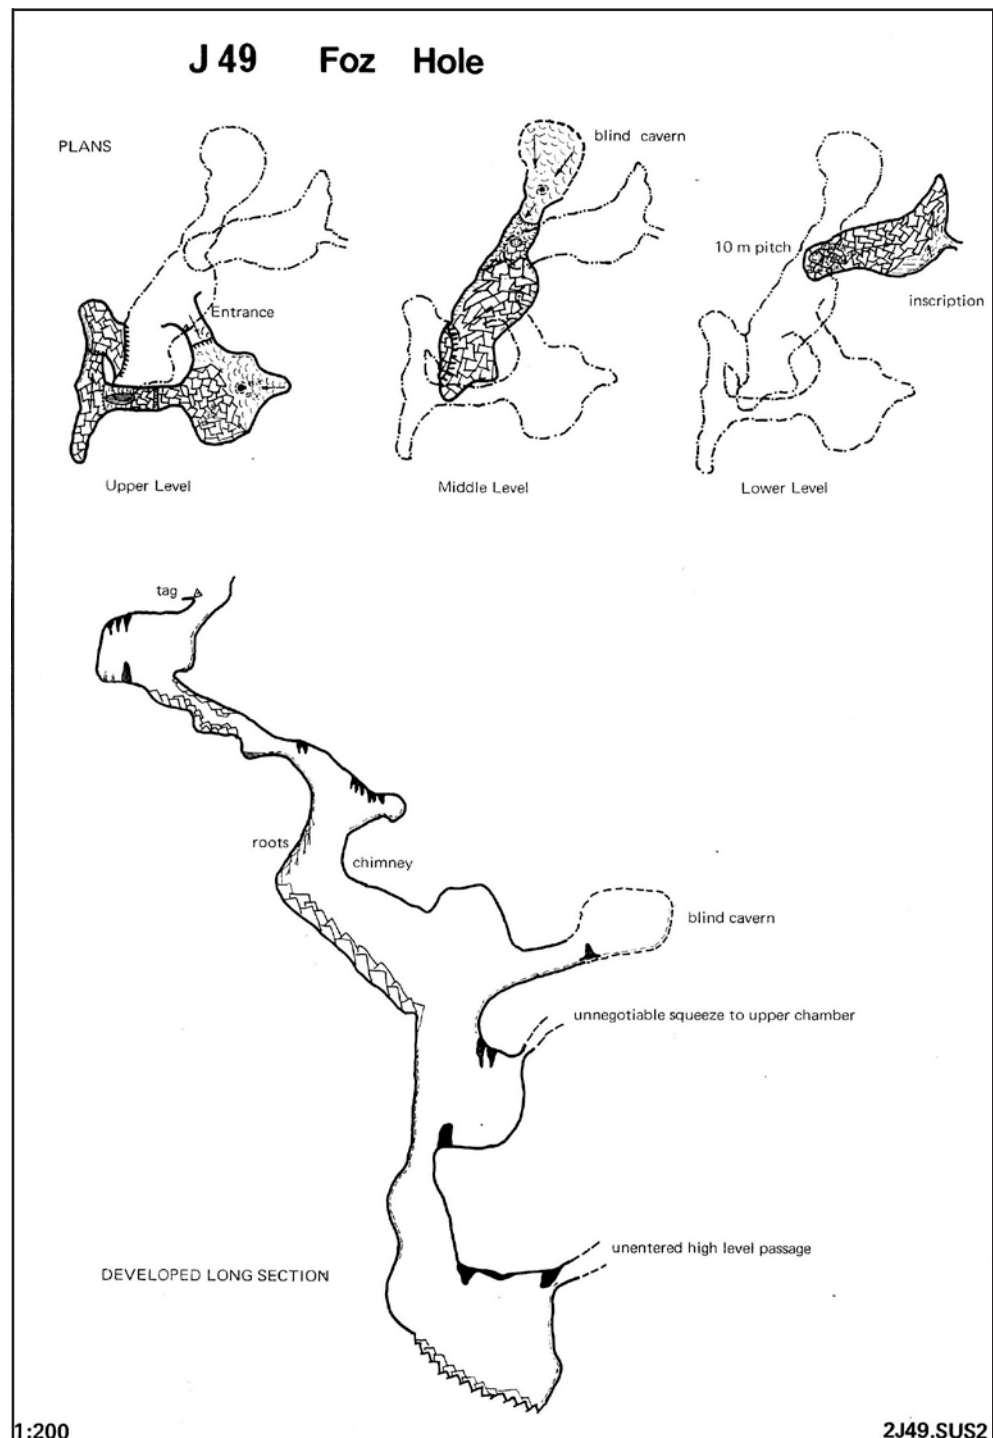 J 49 Foz Hole
PLANS
blind cavern
10 m pitch
Entrance
inscription
Upper Level
Middle Level
Lower Level
tag
roots
chimney
blind cavern
unnegotiable squeeze to upper chamber
unentered high level passage
DEVELOPED LONG SECTION
1:200
2J49.SUS2